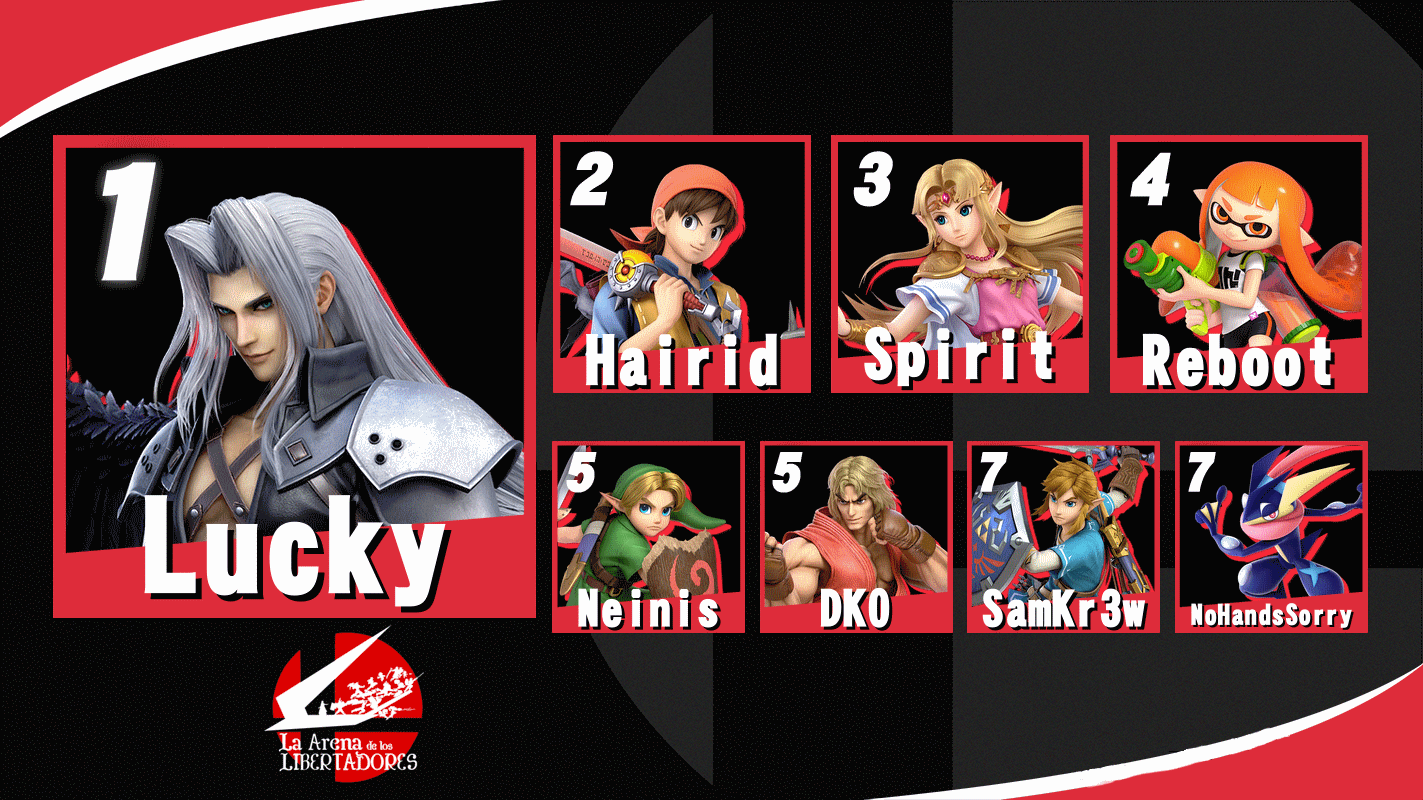 1
Lucky
2
Hairid
3
Spirit
4
Reboot
5
Neinis
5
DKO
7
SamKr3w
7
NoHandsSorry
La Arena de los
LIBERTADORES